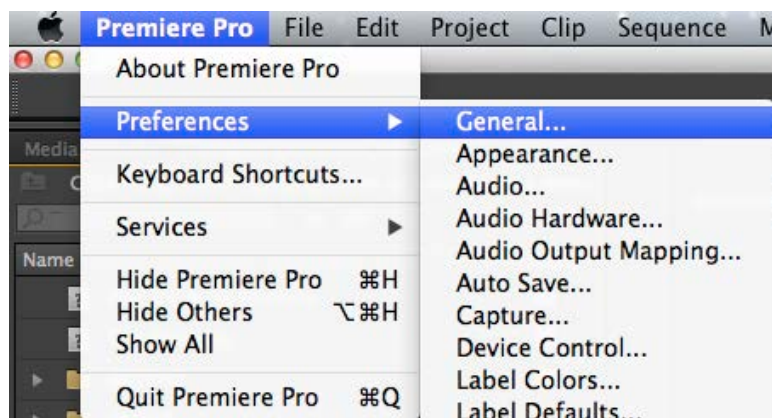 Premiere Pro File Edit Project Clip Sequence
About Premiere Pro
Preferences
Keyboard Shortcuts...
Services
Hide Premiere Pro ⌘H
Hide Others ⌥⌘H
Show All
Quit Premiere Pro ⌘Q
General...
Appearance...
Audio...
Audio Hardware...
Audio Output Mapping...
Auto Save...
Capture...
Device Control...
Label Colors...
Label Defaults...
Media
Name